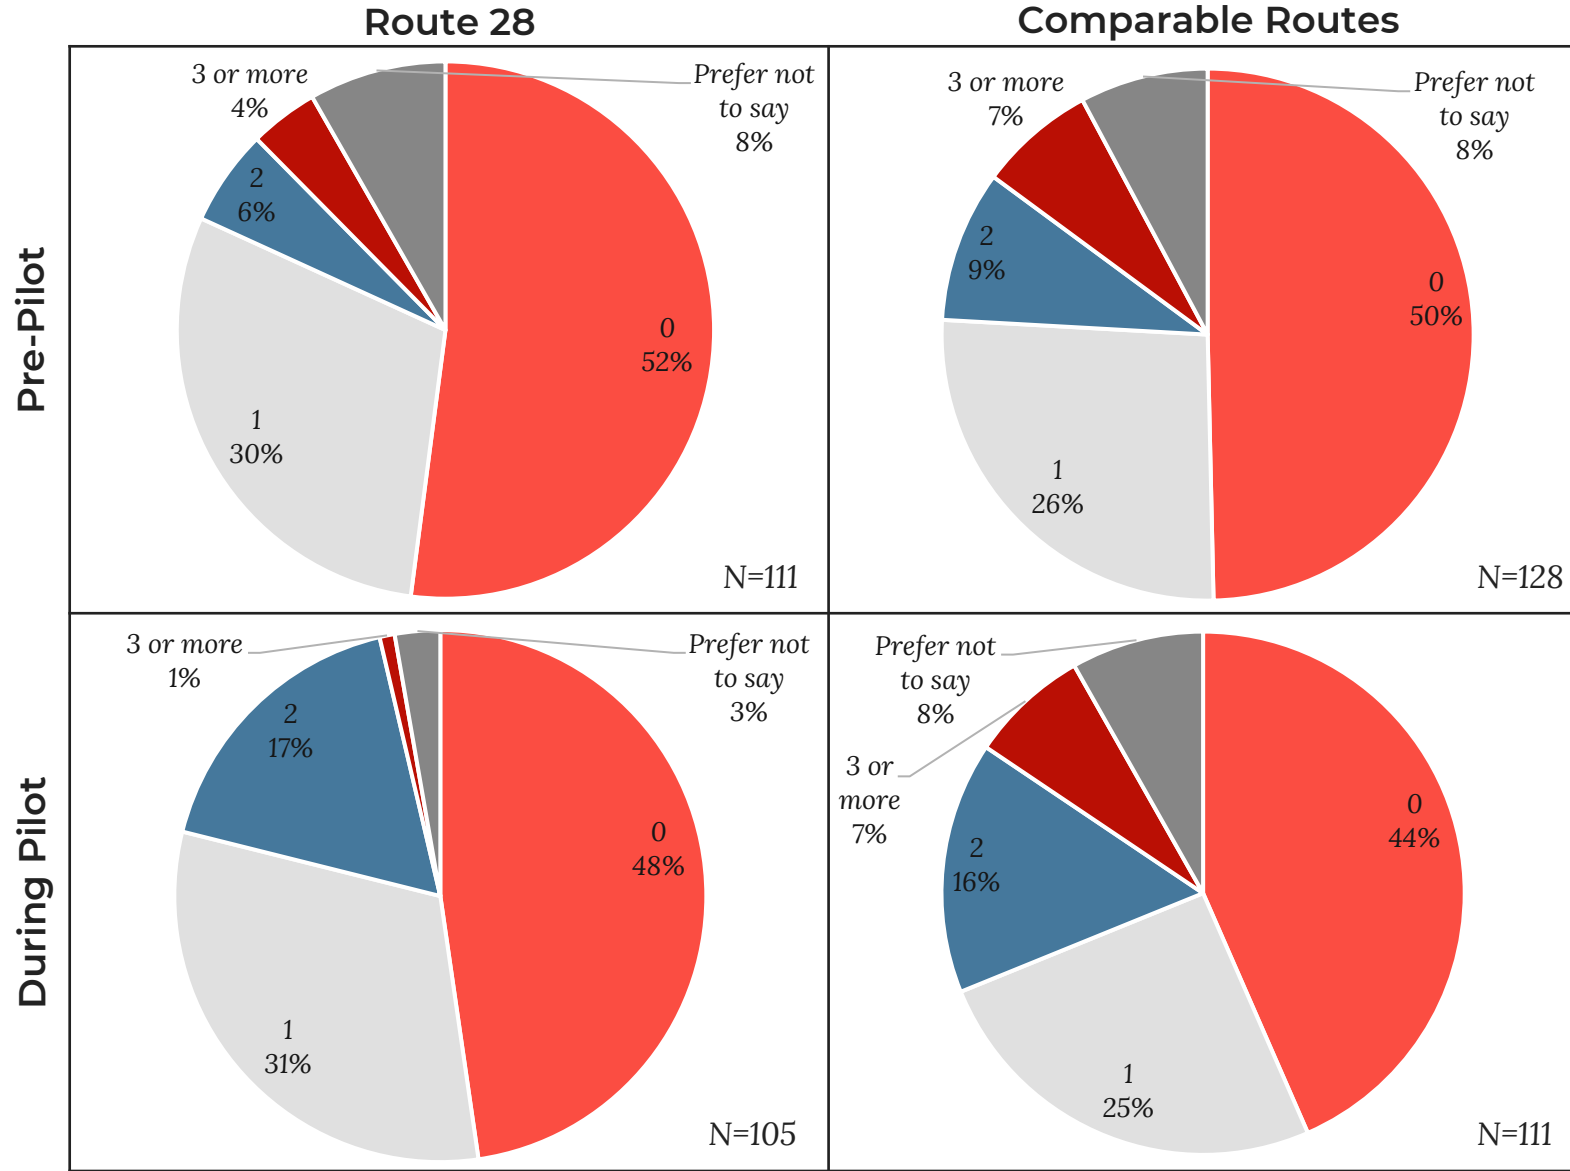 Route 28
Comparable Routes
Pre-Pilot
3 or more
4%
Prefer not
to say
8%
2
6%
0
52%
1
30%
N=111
3 or more
7%
Prefer not
to say
8%
2
9%
0
50%
1
26%
N=128
During Pilot
3 or more
1%
Prefer not
to say
3%
2
17%
0
48%
1
31%
N=105
Prefer not
to say
8%
3 or
more
7%
0
44%
2
16%
1
25%
N=111